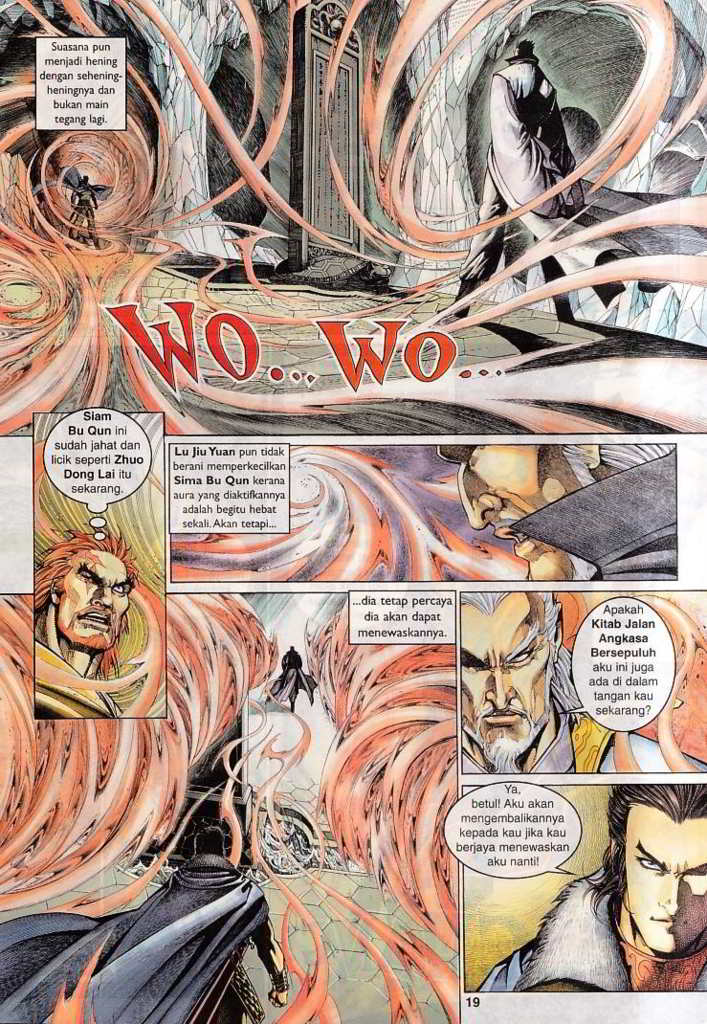 Suasana pun
menjadi hening
dengan sehening-
heningnya dan
bukan main
tegang lagi.
WO... WO...
Siam
Bu Qun ini
sudah jahat dan
licik seperti Zhuo
Dong Lai itu
sekarang.
Lu Jiu Yuan pun tidak
berani memperkecilkan
Sima Bu Qun kerana
aura yang diaktifkannya
adalah begitu hebat
sekali. Akan tetapi...
...dia tetap percaya
dia akan dapat
menewaskannya.
Apakah
Kitab Jalan
Angkasa
Bersepuluh
aku ini juga
ada di dalam
tangan kau
sekarang?
Ya,
betul! Aku akan
mengembalikannya
kepada kau jika kau
berjaya menewaskan
aku nanti!
19